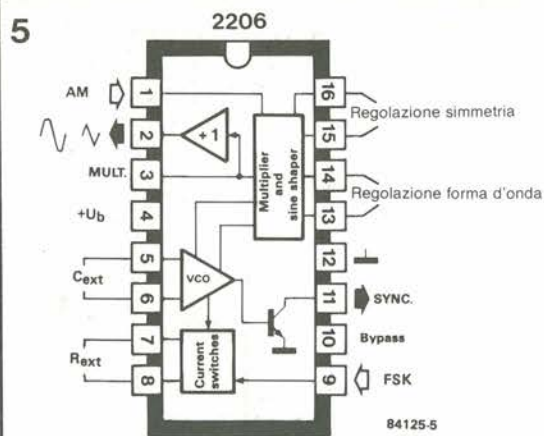 5
2206
AM
1
2
MULT.
3
+Ub
4
Cext
5
6
Rext
7
8
+1
Multiplier and
sine shaper
VCO
Current
switches
16
Regolazione simmetria
15
14
Regolazione forma d'onda
13
12
11
SYNC.
10
Bypass
9
FSK
84125-5